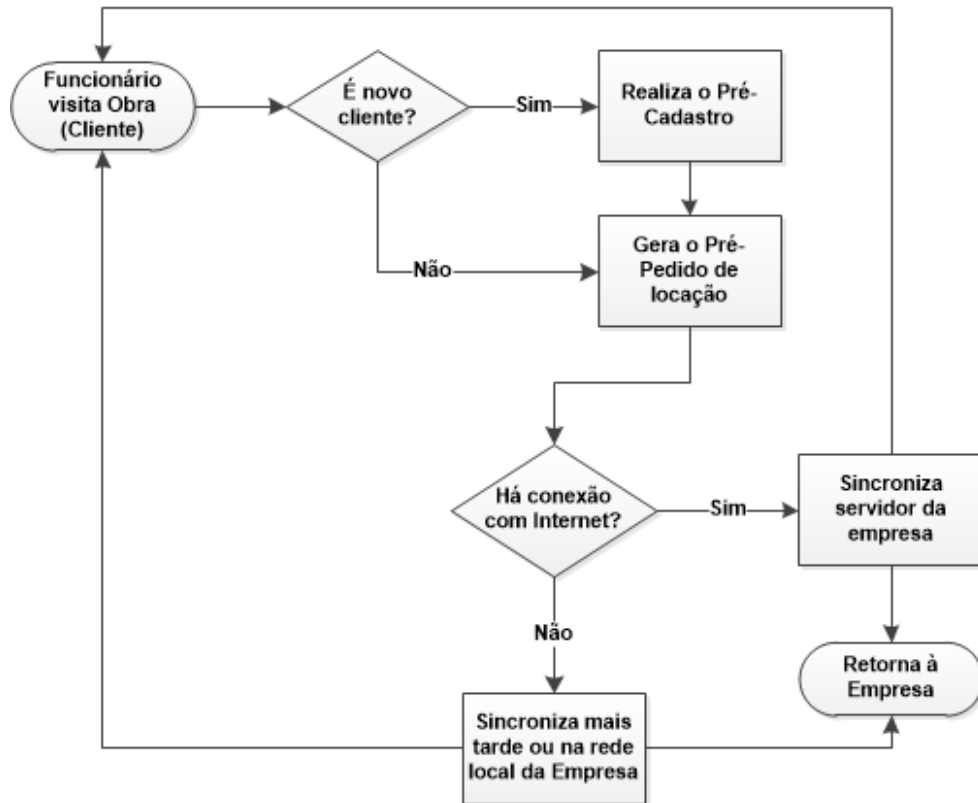 Funcionário
visita Obra
(Cliente)
É novo
cliente?
Sim
Realiza o Pré-
Cadastro
Não
Gera o Pré-
Pedido de
locação
Há conexão
com Internet?
Sim
Sincroniza
servidor da
empresa
Não
Retorna à
Empresa
Sincroniza mais
tarde ou na rede
local da Empresa